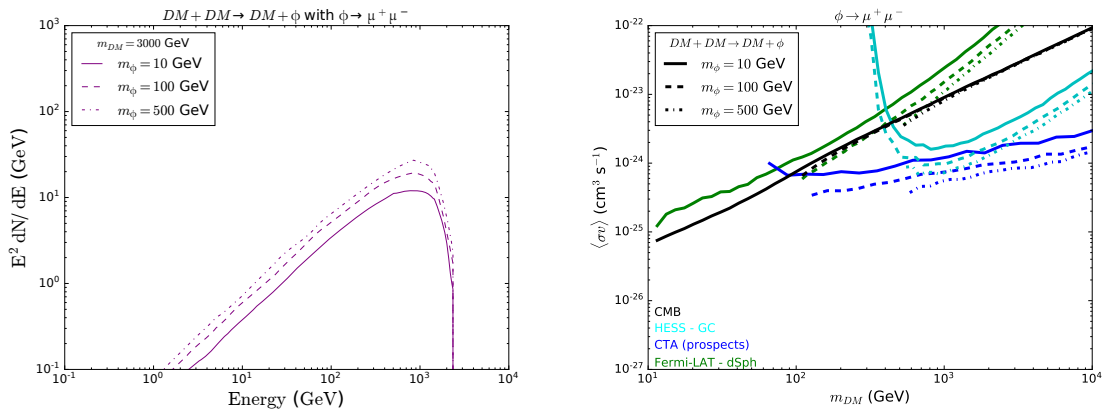 DM + DM → DM + ϕ with ϕ → μ⁺μ⁻
m_DM = 3000 GeV
m_ϕ = 10 GeV
m_ϕ = 100 GeV
m_ϕ = 500 GeV
10³
10²
10¹
10⁰
10⁻¹
E² dN/ dE (GeV)
10⁻¹ 10⁰ 10¹ 10² 10³ 10⁴
Energy (GeV)
ϕ → μ⁺ μ⁻
DM + DM → DM + ϕ
m_ϕ = 10 GeV
m_ϕ = 100 GeV
m_ϕ = 500 GeV
10⁻²²
10⁻²³
10⁻²⁴
10⁻²⁵
10⁻²⁶
10⁻²⁷
⟨σv⟩ (cm³ s⁻¹)
CMB
HESS - GC
CTA (prospects)
Fermi-LAT - dSph
10¹ 10² 10³ 10⁴
m_DM (GeV)